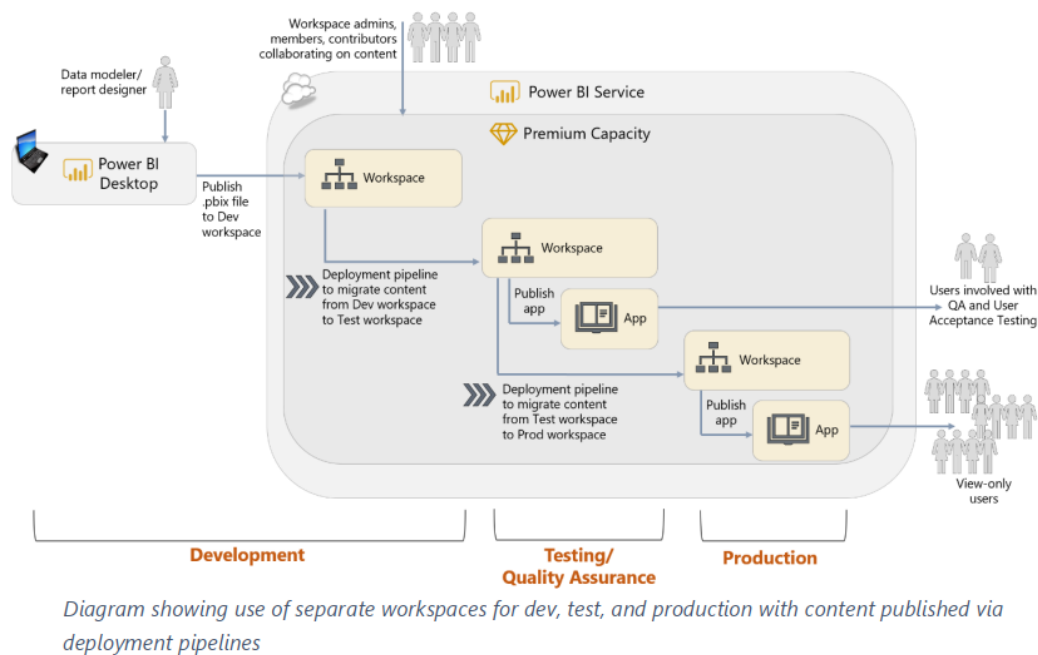 Workspace admins,
members, contributors
collaborating on content
Data modeler/
report designer
Power BI Service
Premium Capacity
Power BI
Desktop
Workspace
Publish
.pbix file
to Dev
workspace
Workspace
Deployment pipeline
to migrate content
from Dev workspace
to Test workspace
Publish
app
App
Users involved with
QA and User
Acceptance Testing
Workspace
Deployment pipeline
to migrate content
from Test workspace
to Prod workspace
Publish
app
App
View-only
users
Development
Testing/
Quality Assurance
Production
Diagram showing use of separate workspaces for dev, test, and production with content published via
deployment pipelines